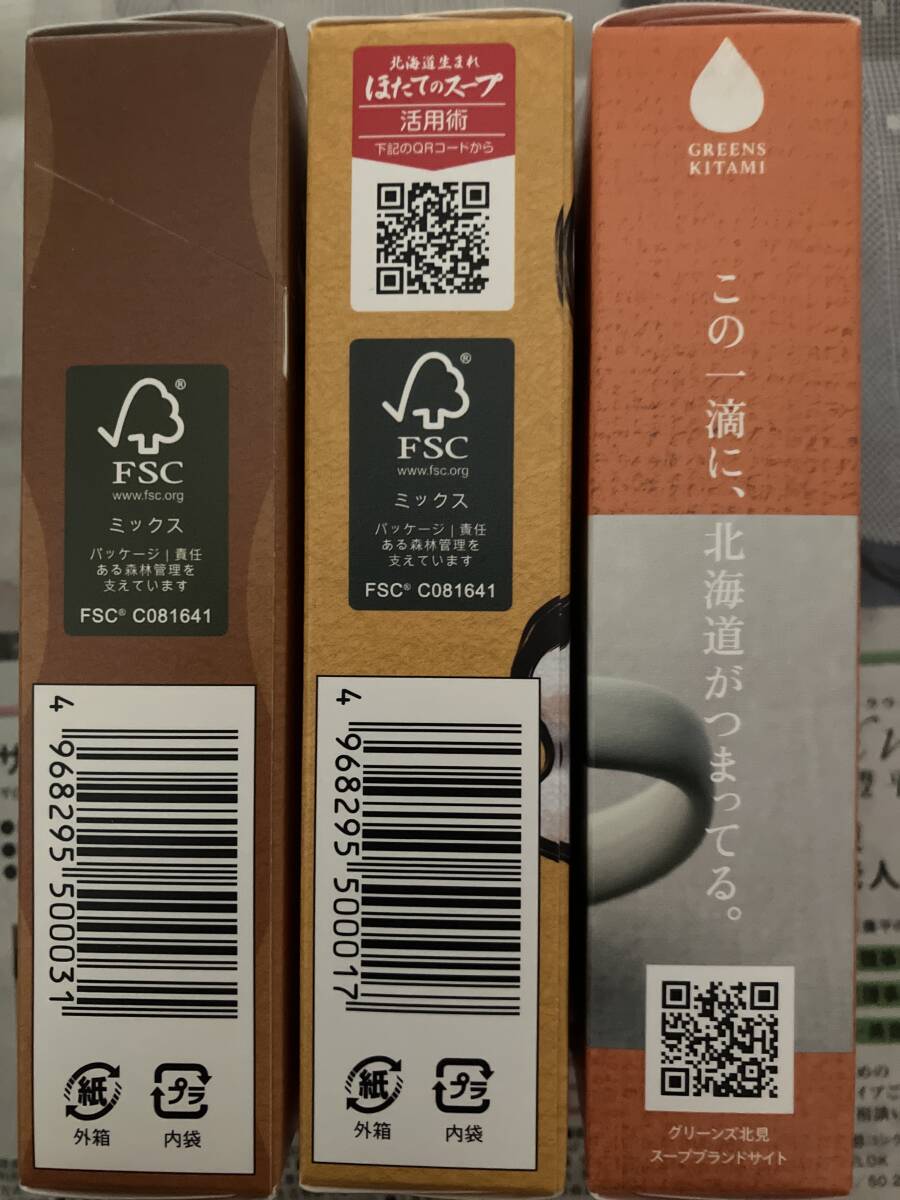 FSC®
www.fsc.org
ミックス
パッケージ|責任
ある森林管理を
支えています
FSC® C081641
4 968295 500031
紙
外箱
プラ
内袋
北海道生まれ
ほたてのスープ
活用術
下記のQRコードから
FSC®
www.fsc.org
ミックス
パッケージ|責任
ある森林管理を
支えています
FSC® C081641
4 968295 500017
紙
外箱
プラ
内袋
GREENS
KITAMI
この一滴に、北海道がつまってる。
グリーンズ北見
スープブランドサイト